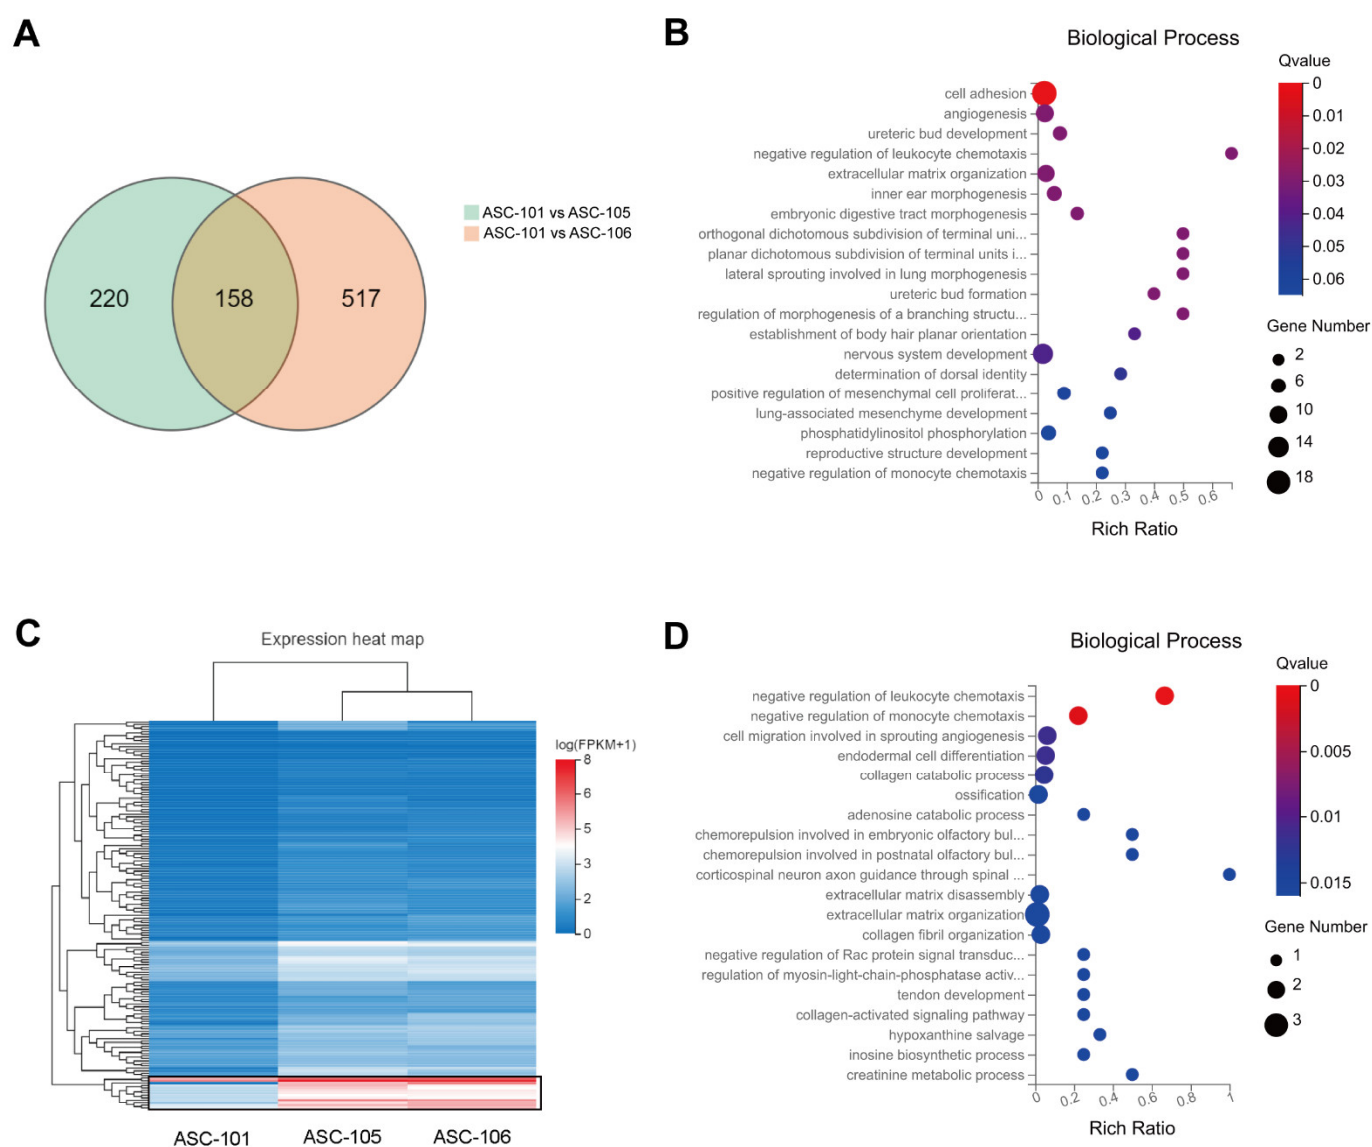 A
220
158
517
ASC-101 vs ASC-105
ASC-101 vs ASC-106
B
Biological Process
cell adhesion
angiogenesis
ureteric bud development
negative regulation of leukocyte chemotaxis
extracellular matrix organization
inner ear morphogenesis
embryonic digestive tract morphogenesis
orthogonal dichotomous subdivision of terminal uni...
planar dichotomous subdivision of terminal units i...
lateral sprouting involved in lung morphogenesis
ureteric bud formation
regulation of morphogenesis of a branching structu...
establishment of body hair planar orientation
nervous system development
determination of dorsal identity
positive regulation of mesenchymal cell proliferat...
lung-associated mesenchyme development
phosphatidylinositol phosphorylation
reproductive structure development
negative regulation of monocyte chemotaxis
0 0.1 0.2 0.3 0.4 0.5 0.6
Rich Ratio
Qvalue
0
0.01
0.02
0.03
0.04
0.05
0.06
Gene Number
2
6
10
14
18
C
Expression heat map
log(FPKM+1)
8
6
5
3
2
0
ASC-101 ASC-105 ASC-106
D
Biological Process
negative regulation of leukocyte chemotaxis
negative regulation of monocyte chemotaxis
cell migration involved in sprouting angiogenesis
endodermal cell differentiation
collagen catabolic process
ossification
adenosine catabolic process
chemorepulsion involved in embryonic olfactory bul...
chemorepulsion involved in postnatal olfactory bul...
corticospinal neuron axon guidance through spinal ...
extracellular matrix disassembly
extracellular matrix organization
collagen fibril organization
negative regulation of Rac protein signal transduc...
regulation of myosin-light-chain-phosphatase activ...
tendon development
collagen-activated signaling pathway
hypoxanthine salvage
inosine biosynthetic process
creatinine metabolic process
0 0.2 0.4 0.6 0.8 1
Rich Ratio
Qvalue
0
0.005
0.01
0.015
Gene Number
1
2
3